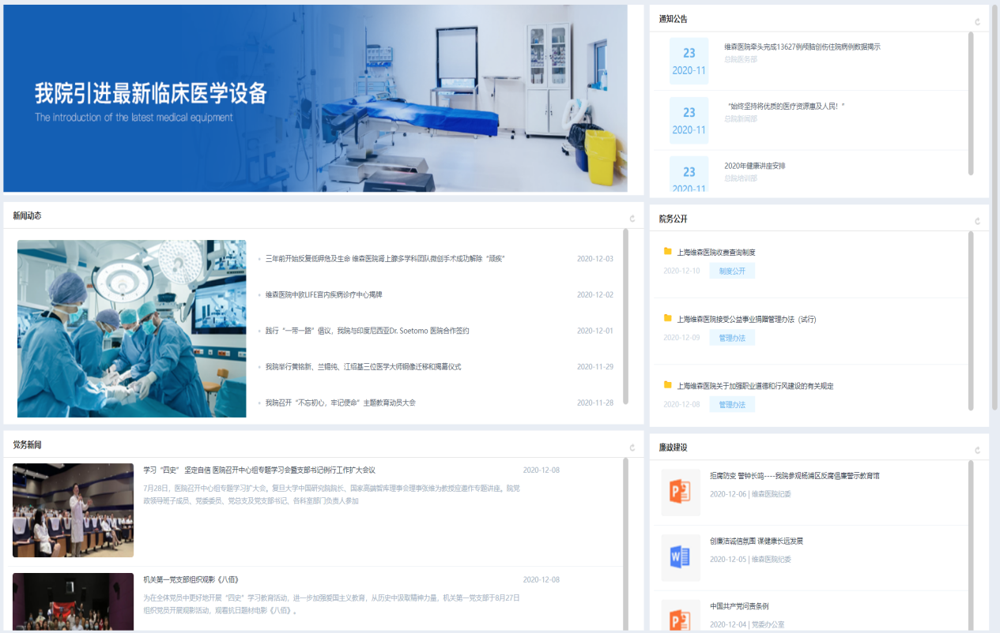 我院引进最新临床医学设备
The introduction of the latest medical equipment
通知公告
23
2020-11
维森医院牵头完成13627例颅脑创伤住院病例数据揭示
总院医务部
23
2020-11
“始终坚持将优质的医疗资源惠及人民！”
总院新闻部
23
2020-11
2020年健康讲座安排
总院培训部
新闻动态
三年前开始反复低钾危及生命 维森医院肾上腺多学科团队微创手术成功解除“顽疾”
2020-12-03
维森医院中欧LIFE宫内疾病诊疗中心揭牌
2020-12-02
践行“一带一路”倡议，我院与印度尼西亚Dr. Soetomo 医院合作签约
2020-12-01
我院举行黄铭新、兰锡纯、江绍基三位医学大师铜像迁移和揭幕仪式
2020-11-29
我院召开“不忘初心，牢记使命”主题教育动员大会
2020-11-28
院务公开
上海维森医院收费查询制度
2020-12-10
制度公开
上海维森医院接受公益事业捐赠管理办法（试行）
2020-12-09
管理办法
上海维森医院关于加强职业道德和行风建设的有关规定
2020-12-08
管理办法
党务新闻
学习“四史” 坚定自信 医院召开中心组专题学习会暨支部书记例行工作扩大会议
2020-12-08
7月28日，医院召开中心组专题学习扩大会。复旦大学中国研究院院长、国家高端智库理事会理事张维为教授应邀作专题讲座。院党
政领导班子成员、党委委员、党总支及党支部书记、各科室部门负责人参加
机关第一党支部组织观影《八佰》
2020-12-08
为在全体党员中更好地开展“四史”学习教育活动，进一步加强爱国主义教育，从历史中汲取精神力量，机关第一党支部于8月27日
组织党员开展观影活动，观看抗日题材电影《八佰》。
廉政建设
P
拒腐防变 警钟长鸣----我院参观杨浦区反腐倡廉警示教育馆
2020-12-06 | 维森医院纪委
W
创廉洁诚信氛围 谋健康长远发展
2020-12-05 | 维森医院纪委
P
中国共产党问责条例
2020-12-04 | 党委办公室